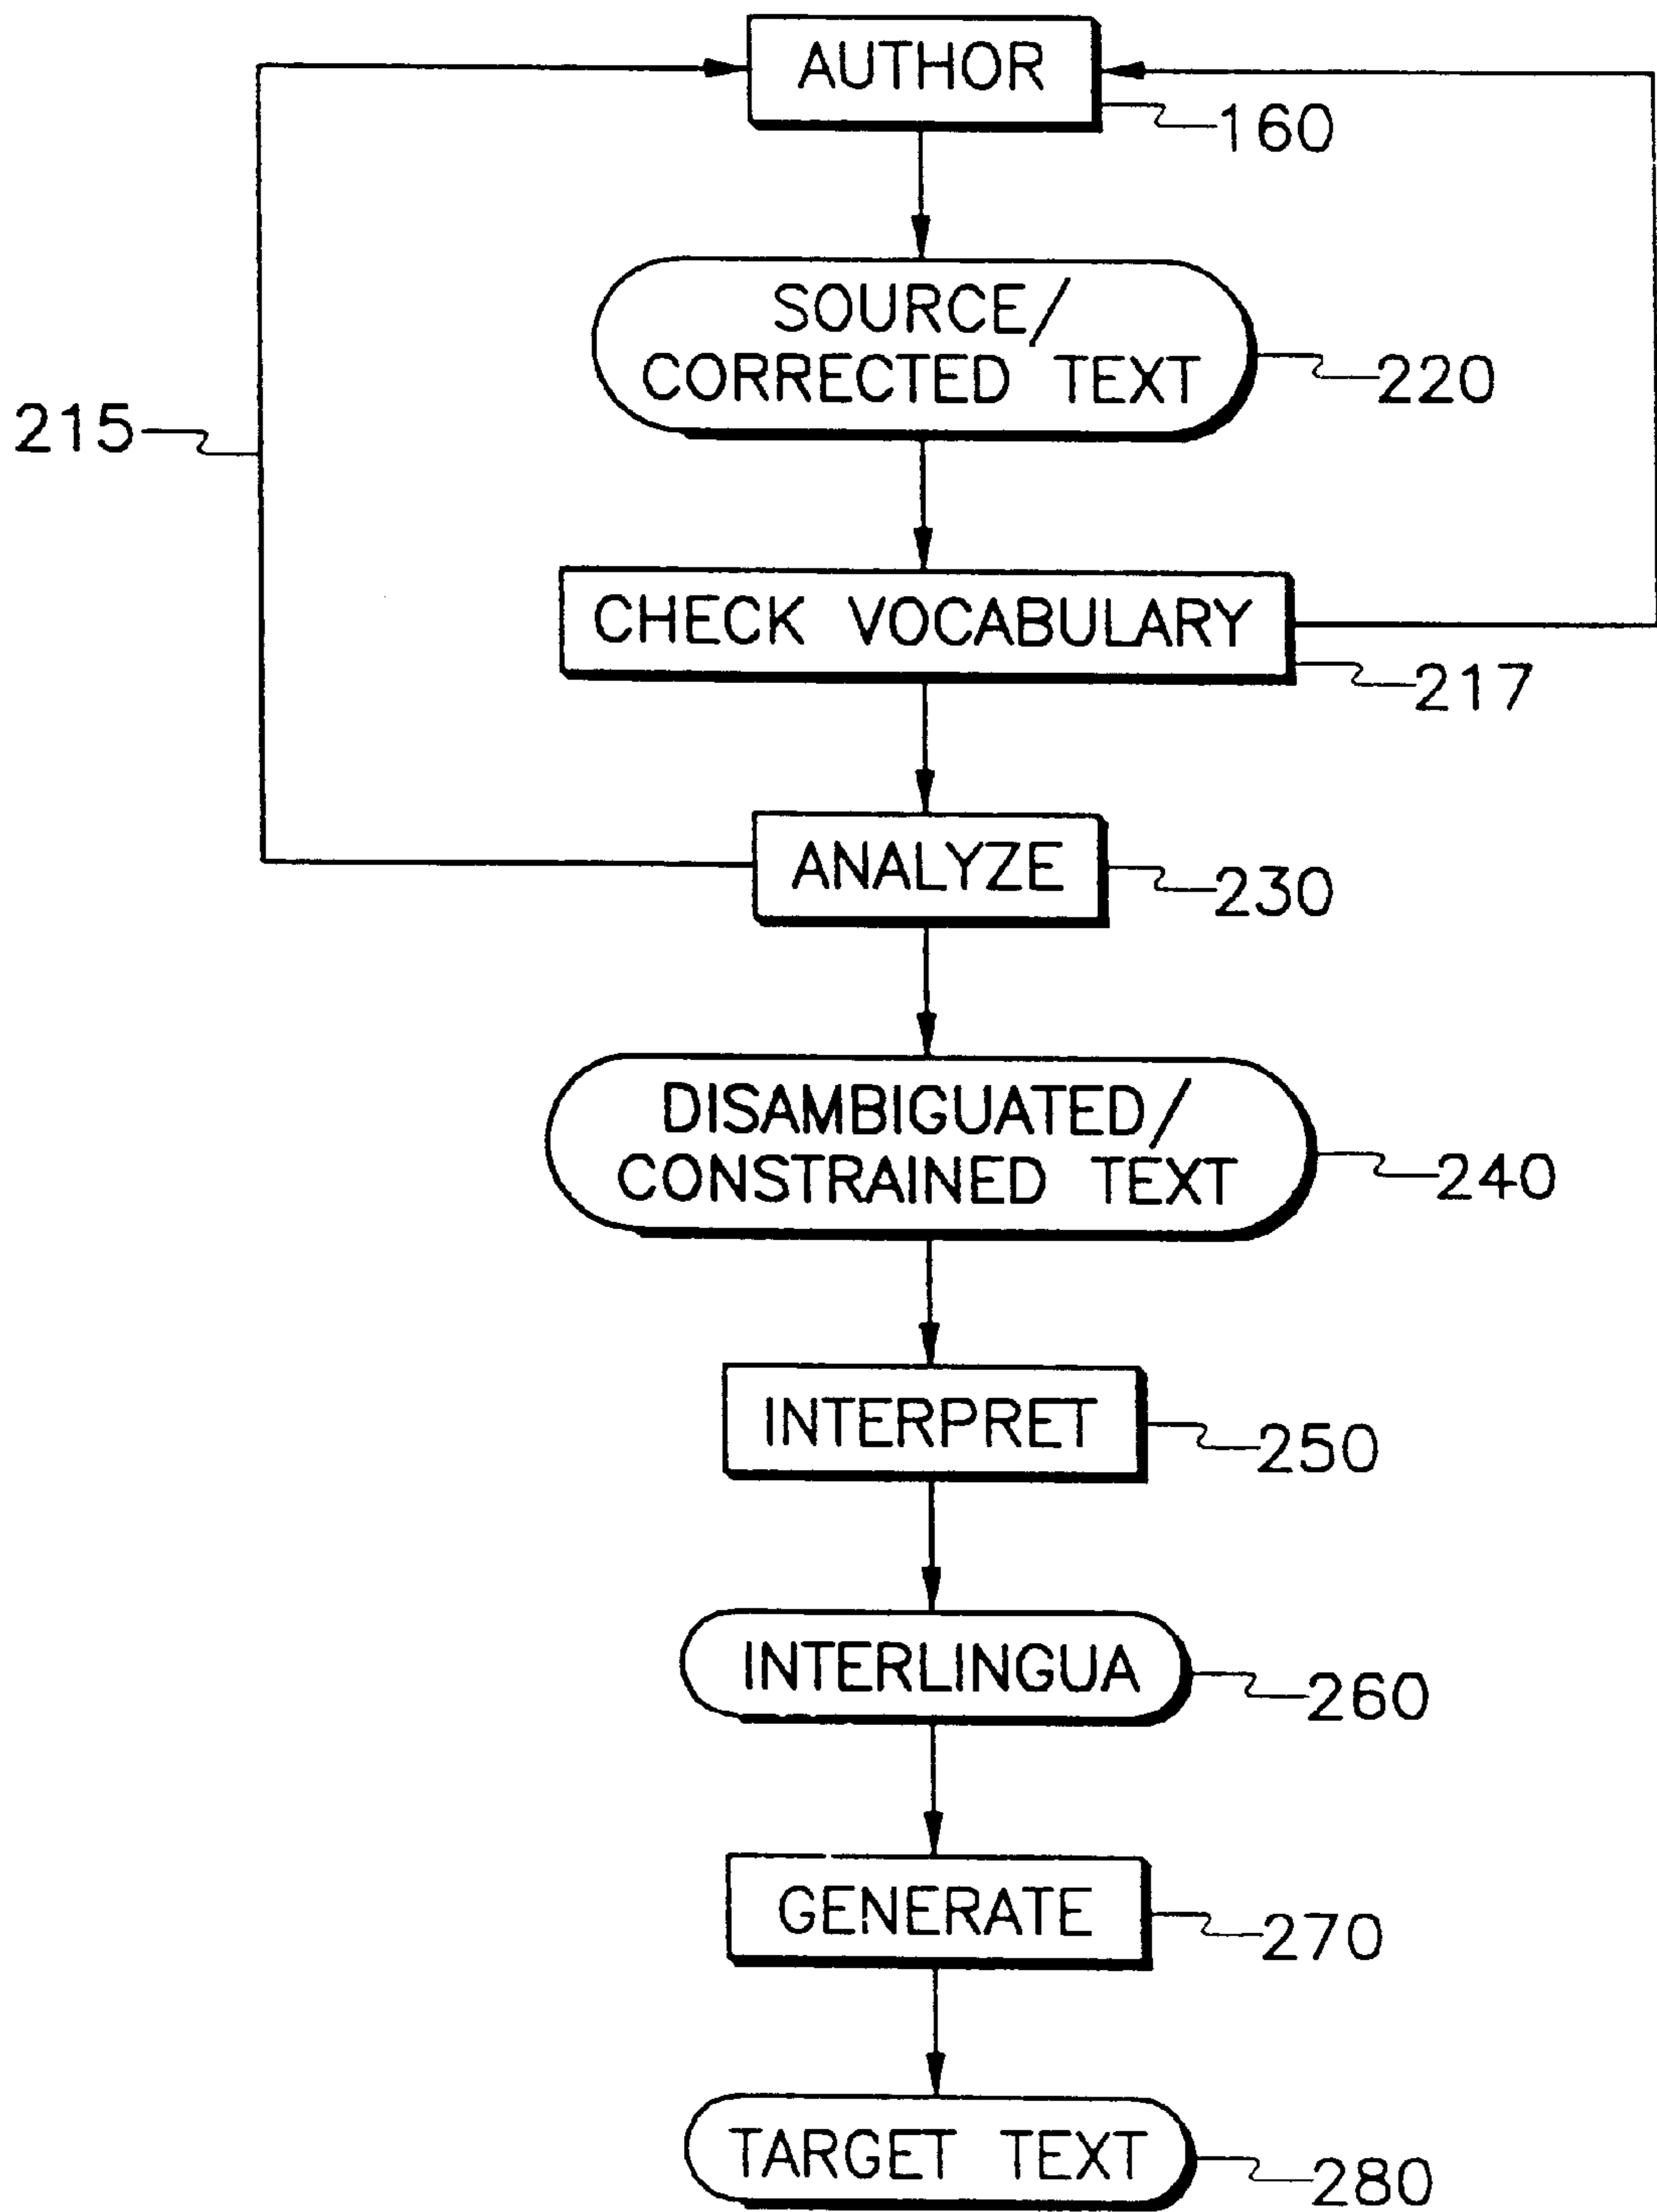 AUTHOR
160
SOURCE/
CORRECTED TEXT
220
215
CHECK VOCABULARY
217
ANALYZE
230
DISAMBIGUATED/
CONSTRAINED TEXT
240
INTERPRET
250
INTERLINGUA
260
GENERATE
270
TARGET TEXT
280